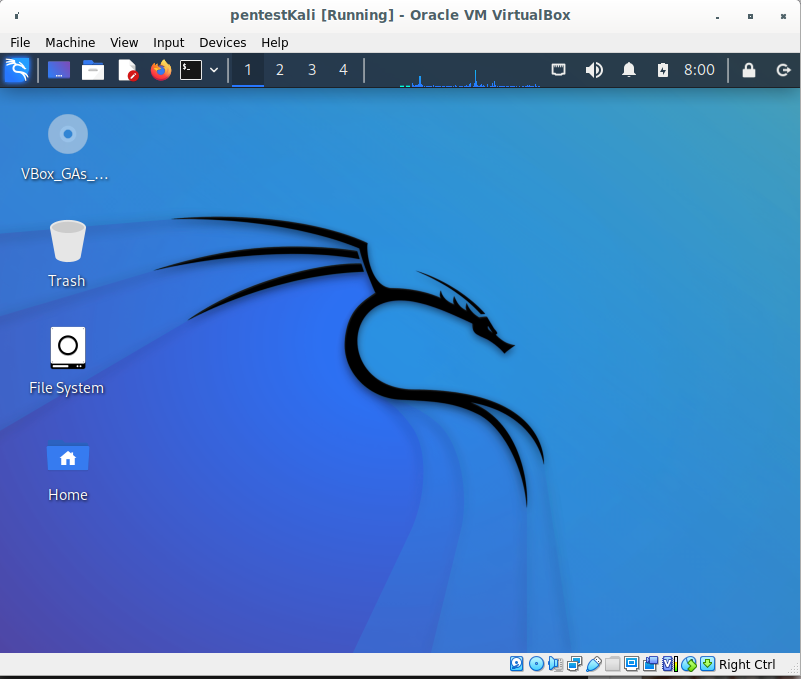 pentestKali [Running] - Oracle VM VirtualBox
File Machine View Input Devices Help
$_ 1 2 3 4 8:00
VBox_GAs_...
Trash
File System
Home
Right Ctrl